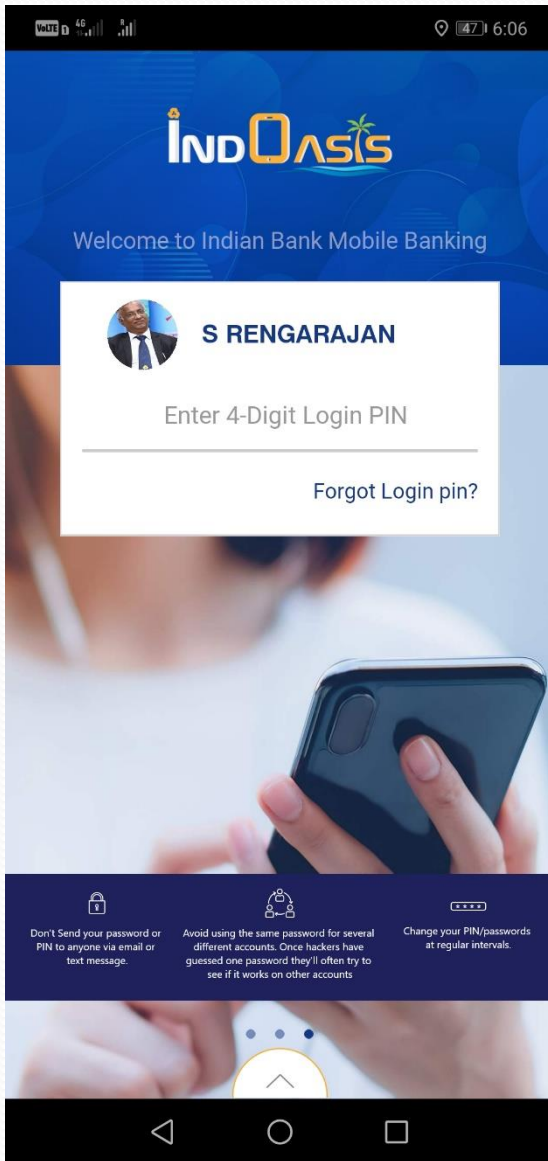 VoLTE 4G R 47 6:06
INDOASIS
Welcome to Indian Bank Mobile Banking
S RENGARAJAN
Enter 4-Digit Login PIN
Forgot Login pin?
Don't Send your password or
PIN to anyone via email or
text message.
Avoid using the same password for several
different accounts. Once hackers have
guessed one password they'll often try to
see if it works on other accounts
Change your PIN/passwords
at regular intervals.